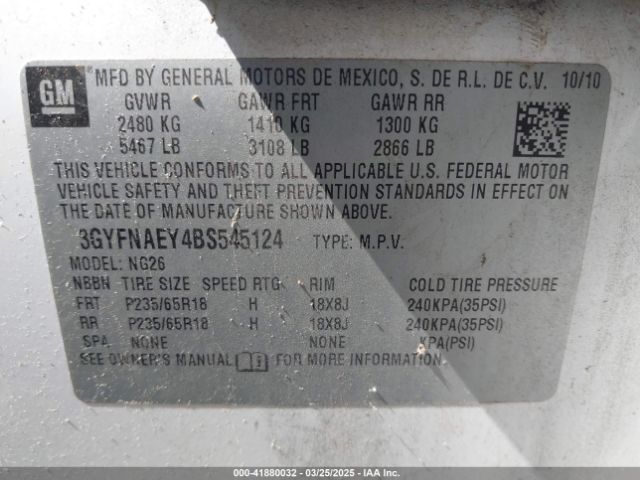 GM MFD BY GENERAL MOTORS DE MEXICO, S. DE R.L. DE C.V. 10/10
GVWR GAWR FRT GAWR RR
2480 KG 1410 KG 1300 KG
5467 LB 3108 LB 2866 LB
THIS VEHICLE CONFORMS TO ALL APPLICABLE U.S. FEDERAL MOTOR
VEHICLE SAFETY AND THEFT PREVENTION STANDARDS IN EFFECT ON
THE DATE OF MANUFACTURE SHOWN ABOVE.
3GYFNAEY4BS545124 TYPE: M.P.V.
MODEL: NG26
NBBN TIRE SIZE SPEED RTG RIM COLD TIRE PRESSURE
FRT P235/65R18 H 18X8J 240KPA(35PSI)
RR P235/65R18 H 18X8J 240KPA(35PSI)
SPA NONE NONE KPA(PSI)
SEE OWNER'S MANUAL FOR MORE INFORMATION.
000-41880032 — 03/25/2025 — IAA Inc.